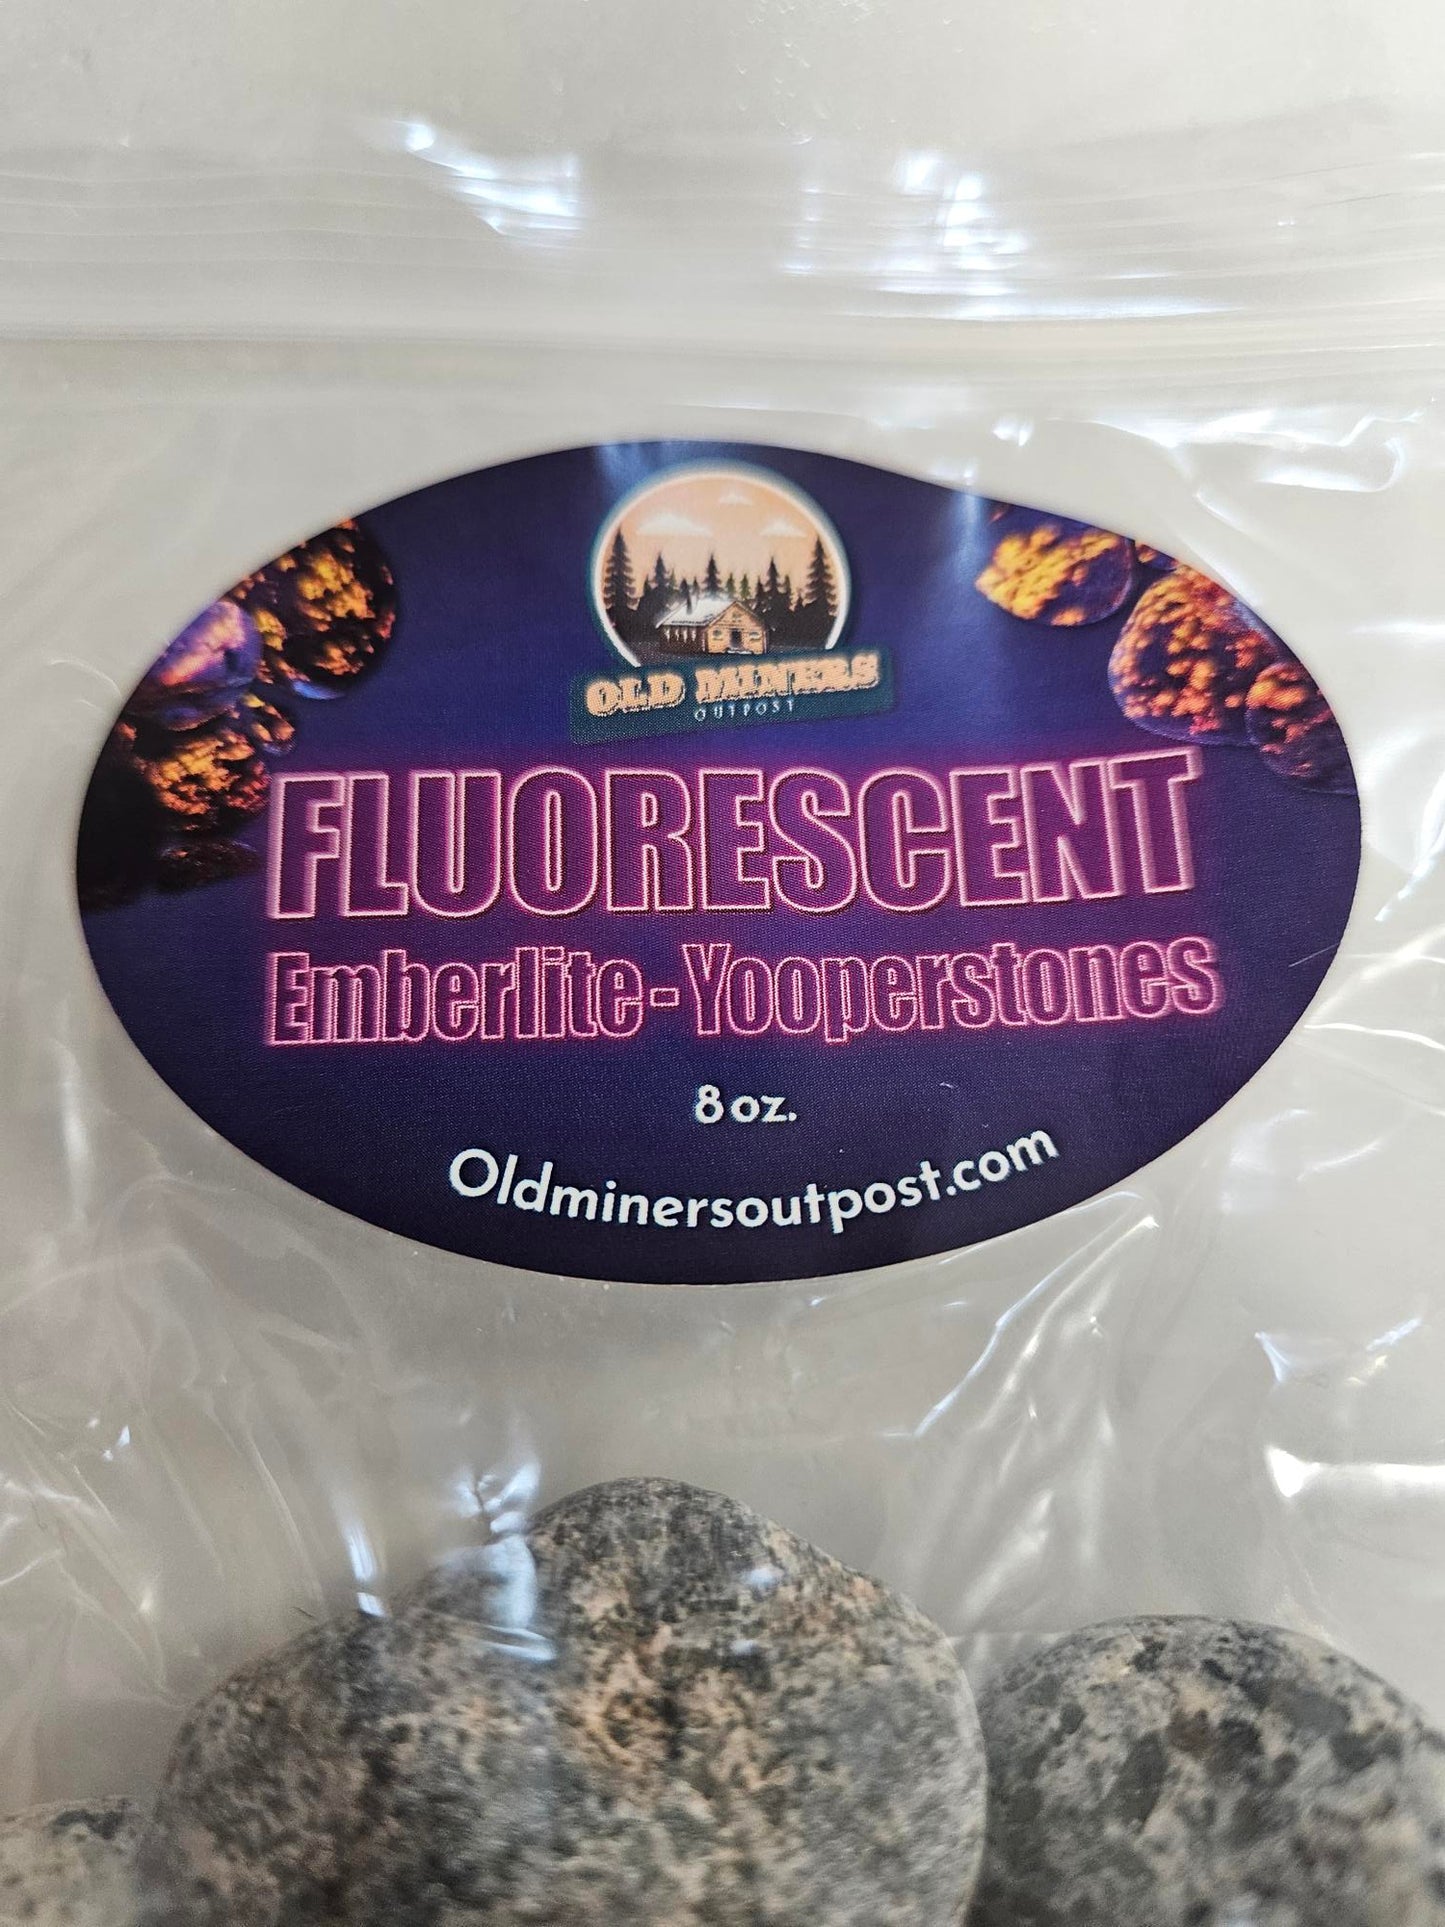 OLD MINERS
OUTPOST
FLUORESCENT
Emberlite-Yooperstones
8 oz.
Oldminersoutpost.com